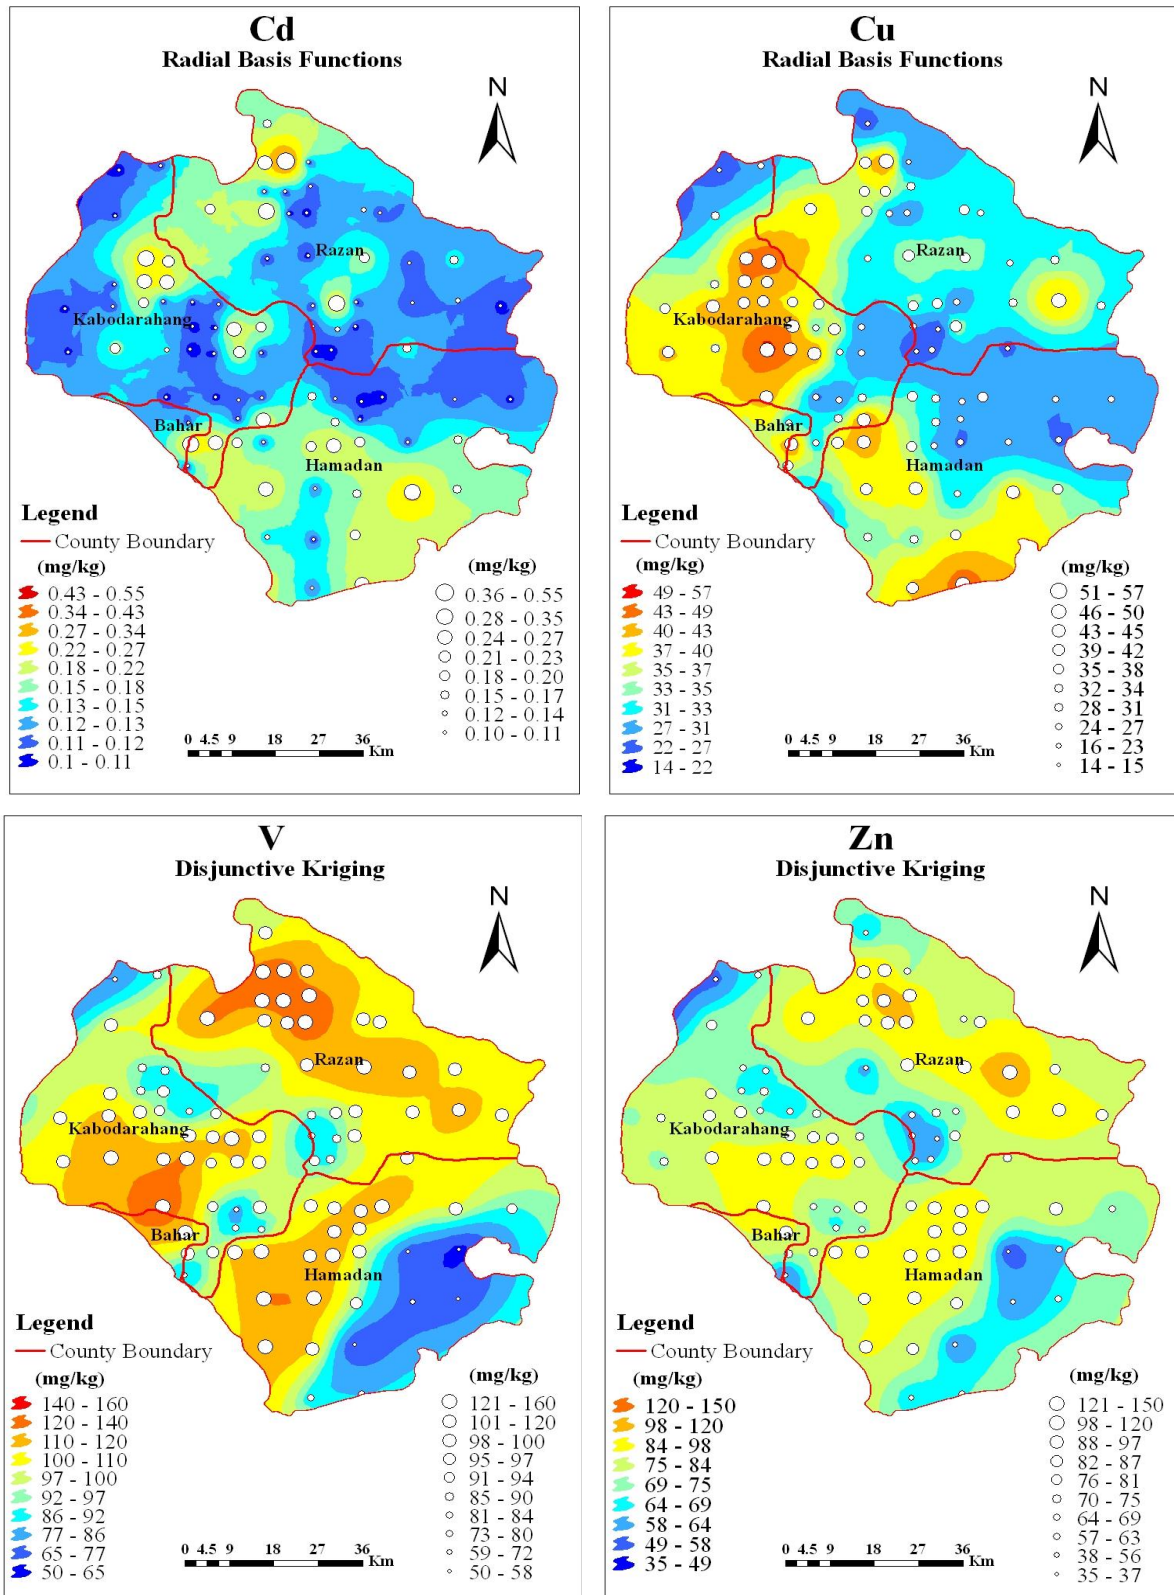 Cd
Radial Basis Functions
N
Razan
Kabodarahang
Bahar
Hamadan
Legend
County Boundary
(mg/kg)
0.43 - 0.55
0.34 - 0.43
0.27 - 0.34
0.22 - 0.27
0.18 - 0.22
0.15 - 0.18
0.13 - 0.15
0.12 - 0.13
0.11 - 0.12
0.1 - 0.11
(mg/kg)
0.36 - 0.55
0.28 - 0.35
0.24 - 0.27
0.21 - 0.23
0.18 - 0.20
0.15 - 0.17
0.12 - 0.14
0.10 - 0.11
0 4.5 9 18 27 36
Km
Cu
Radial Basis Functions
N
Razan
Kabodarahang
Bahar
Hamadan
Legend
County Boundary
(mg/kg)
49 - 57
43 - 49
40 - 43
37 - 40
35 - 37
33 - 35
31 - 33
27 - 31
22 - 27
14 - 22
(mg/kg)
51 - 57
46 - 50
43 - 45
39 - 42
35 - 38
32 - 34
28 - 31
24 - 27
16 - 23
14 - 15
0 4.5 9 18 27 36
Km
V
Disjunctive Kriging
N
Razan
Kabodarahang
Bahar
Hamadan
Legend
County Boundary
(mg/kg)
140 - 160
120 - 140
110 - 120
100 - 110
97 - 100
92 - 97
86 - 92
77 - 86
65 - 77
50 - 65
(mg/kg)
121 - 160
101 - 120
98 - 100
95 - 97
91 - 94
85 - 90
81 - 84
73 - 80
59 - 72
50 - 58
0 4.5 9 18 27 36
Km
Zn
Disjunctive Kriging
N
Razan
Kabodarahang
Bahar
Hamadan
Legend
County Boundary
(mg/kg)
120 - 150
98 - 120
84 - 98
75 - 84
69 - 75
64 - 69
58 - 64
49 - 58
35 - 49
(mg/kg)
121 - 150
98 - 120
88 - 97
82 - 87
76 - 81
70 - 75
64 - 69
57 - 63
38 - 56
35 - 37
0 4.5 9 18 27 36
Km